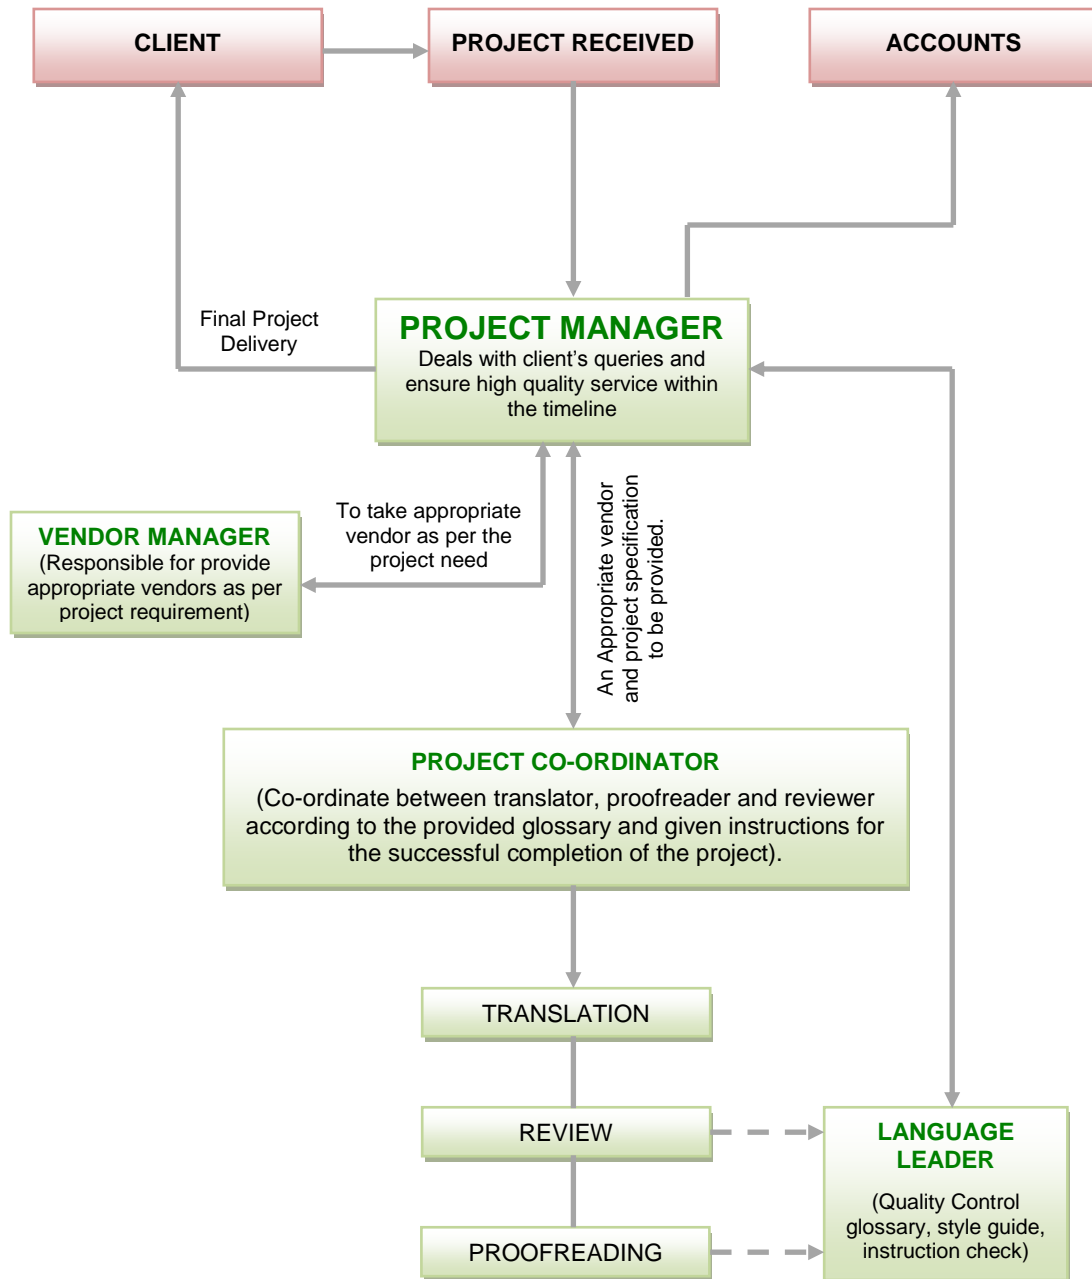 CLIENT
PROJECT RECEIVED
ACCOUNTS
Final Project
Delivery
PROJECT MANAGER
Deals with client’s queries and
ensure high quality service within
the timeline
VENDOR MANAGER
(Responsible for provide
appropriate vendors as per
project requirement)
To take appropriate
vendor as per the
project need
An Appropriate vendor
and project specification
to be provided.
PROJECT CO-ORDINATOR
(Co-ordinate between translator, proofreader and reviewer
according to the provided glossary and given instructions for
the successful completion of the project).
TRANSLATION
REVIEW
LANGUAGE
LEADER
(Quality Control
glossary, style guide,
instruction check)
PROOFREADING